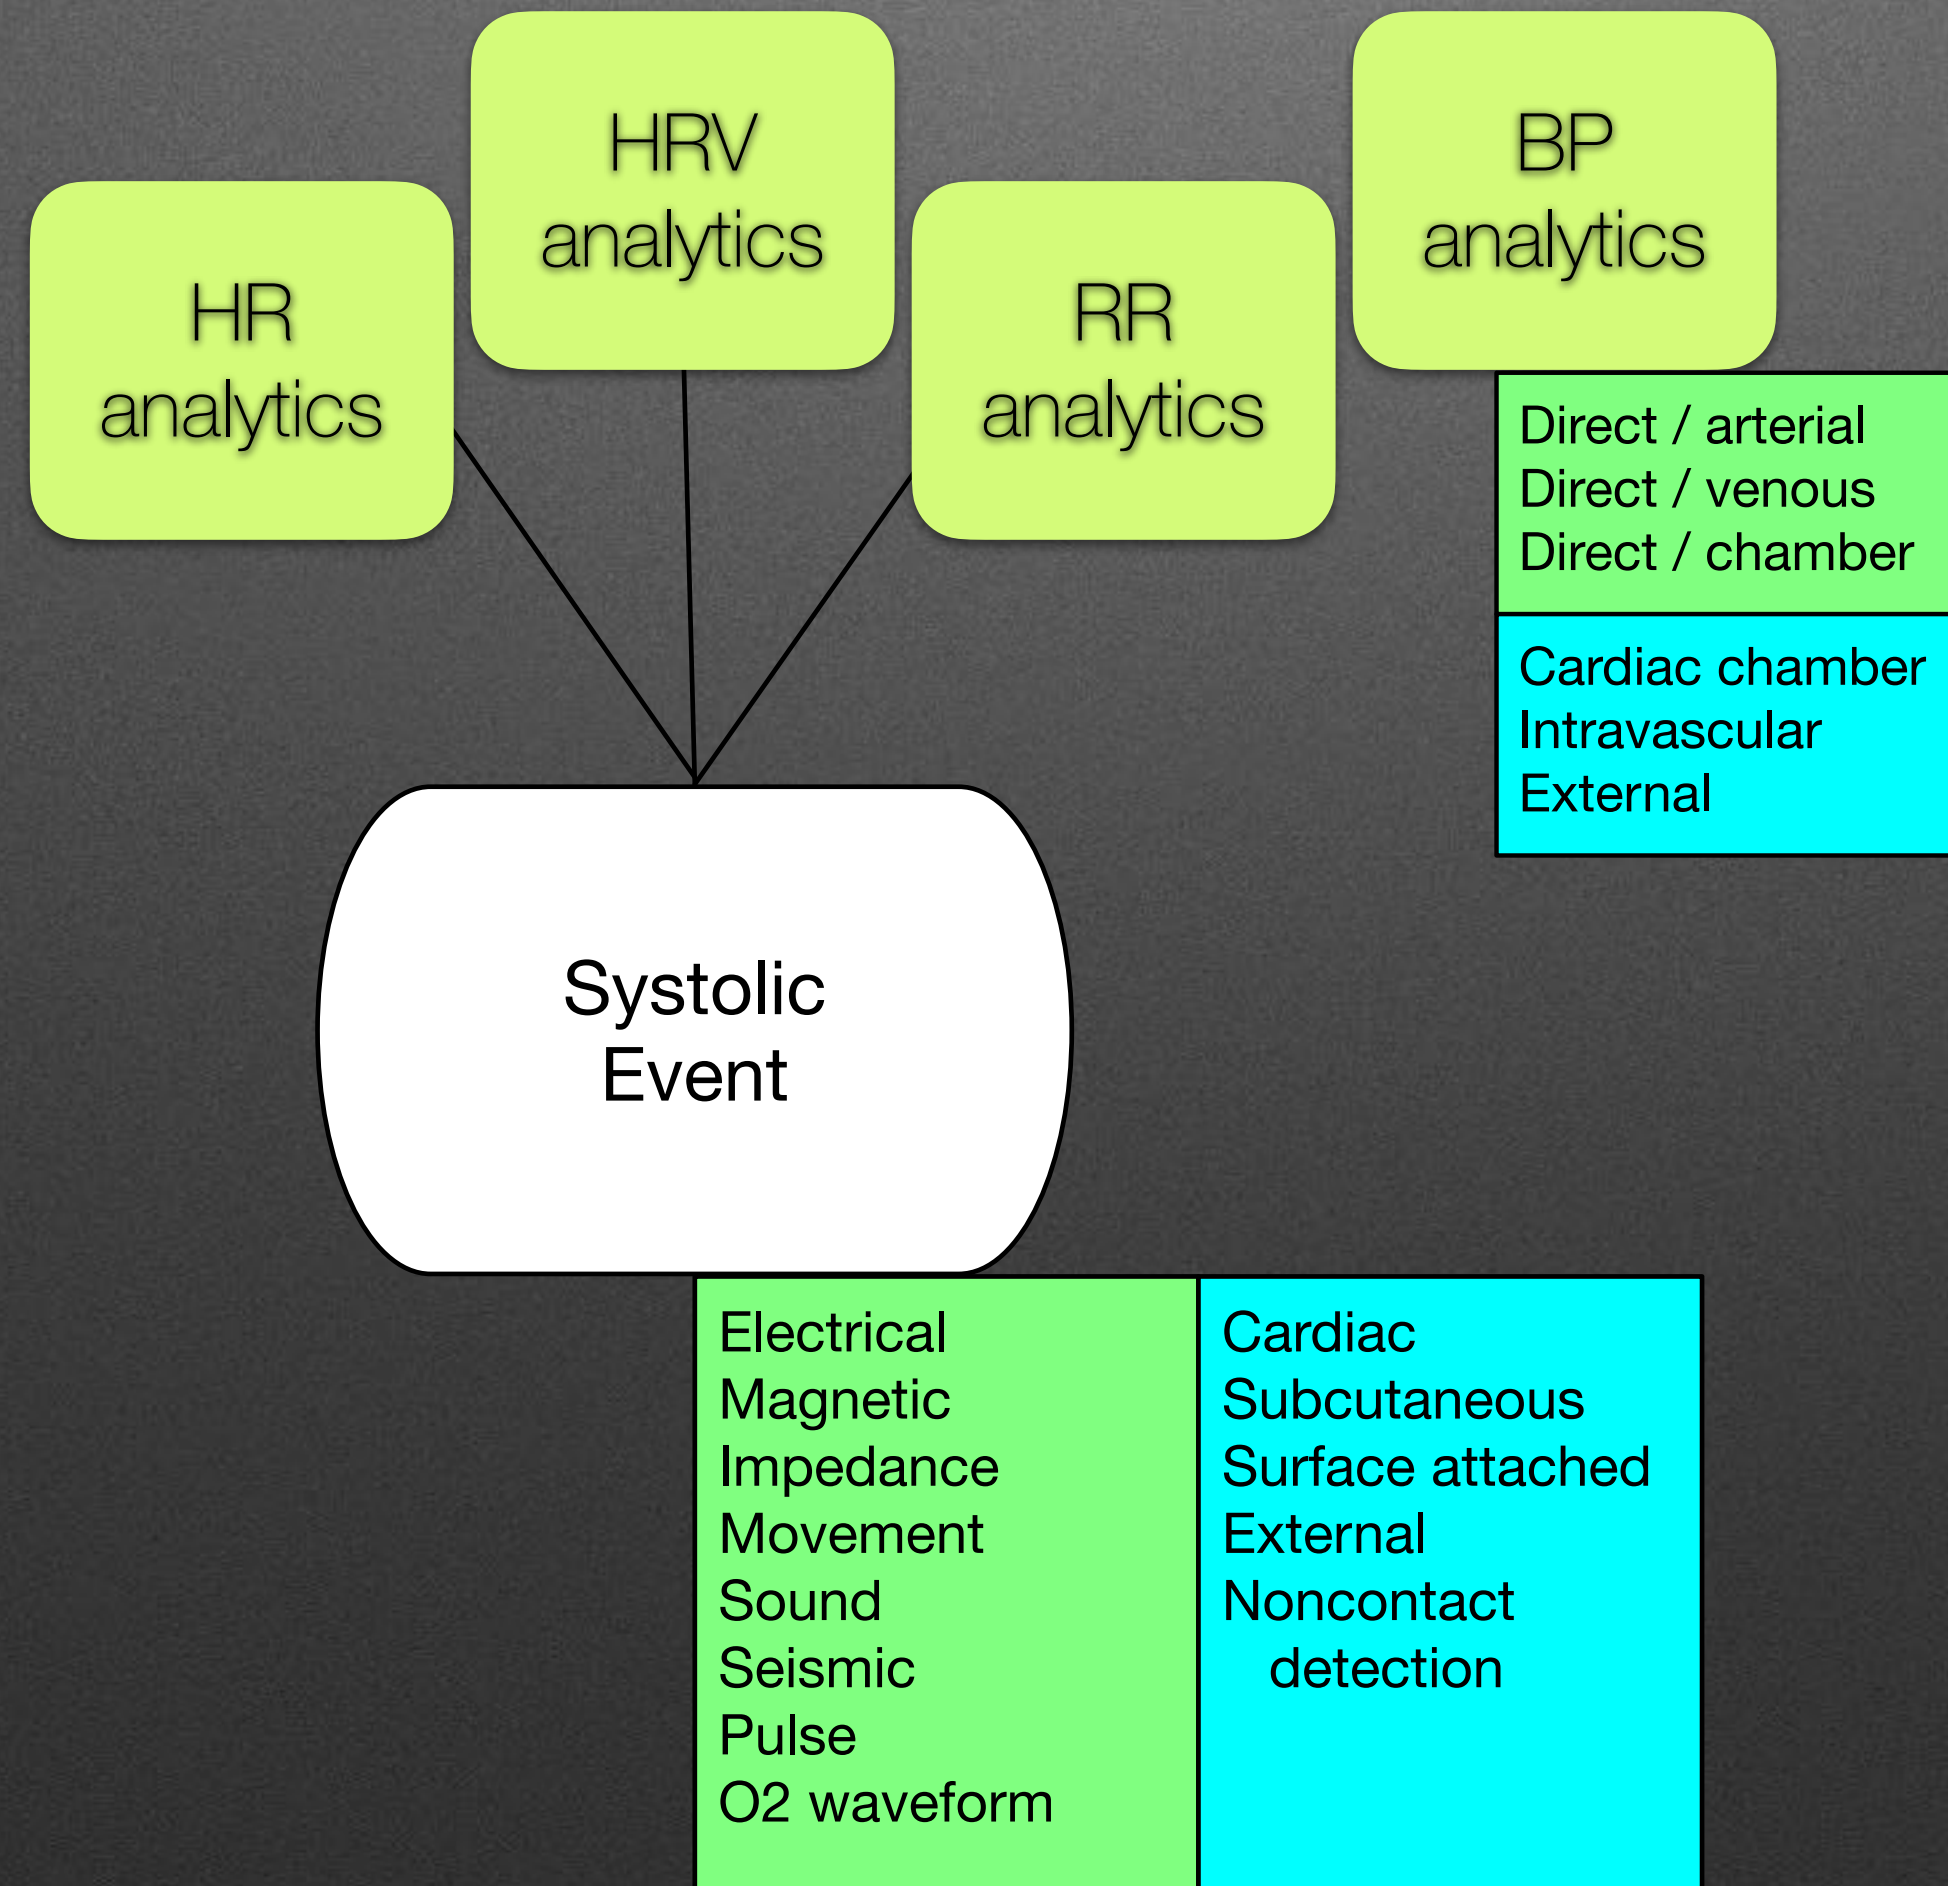 HR
analytics
HRV
analytics
RR
analytics
BP
analytics
Direct / arterial
Direct / venous
Direct / chamber
Cardiac chamber
Intravascular
External
Systolic
Event
Electrical
Magnetic
Impedance
Movement
Sound
Seismic
Pulse
O2 waveform
Cardiac
Subcutaneous
Surface attached
External
Noncontact
detection